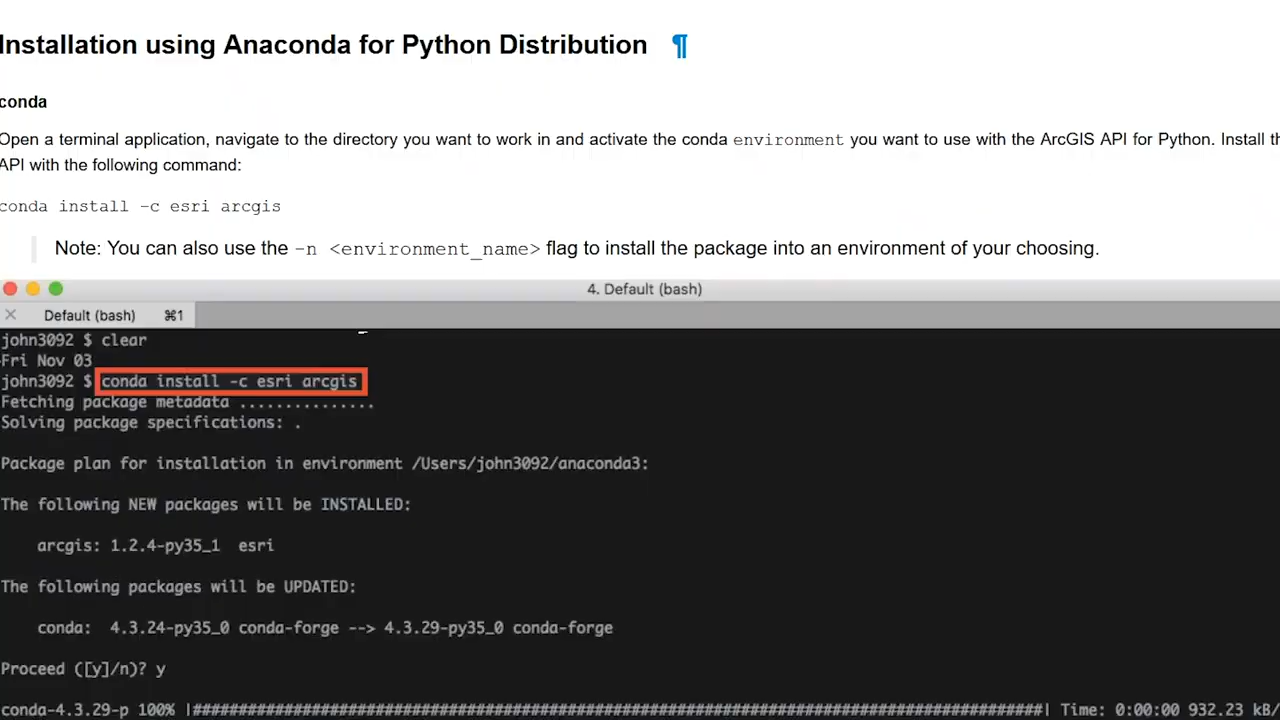 Installation using Anaconda for Python Distribution ¶
conda
Open a terminal application, navigate to the directory you want to work in and activate the conda environment you want to use with the ArcGIS API for Python. Install th
API with the following command:
conda install -c esri arcgis
Note: You can also use the -n <environment_name> flag to install the package into an environment of your choosing.
4. Default (bash)
Default (bash) ⌘1
john3092 $ clear
Fri Nov 03
john3092 $ conda install -c esri arcgis
Fetching package metadata ...............
Solving package specifications: .
Package plan for installation in environment /Users/john3092/anaconda3:
The following NEW packages will be INSTALLED:
arcgis: 1.2.4-py35_1 esri
The following packages will be UPDATED:
conda: 4.3.24-py35_0 conda-forge --> 4.3.29-py35_0 conda-forge
Proceed ([y]/n)? y
conda-4.3.29-p 100% |###############################################################################################| Time: 0:00:00 932.23 kB/